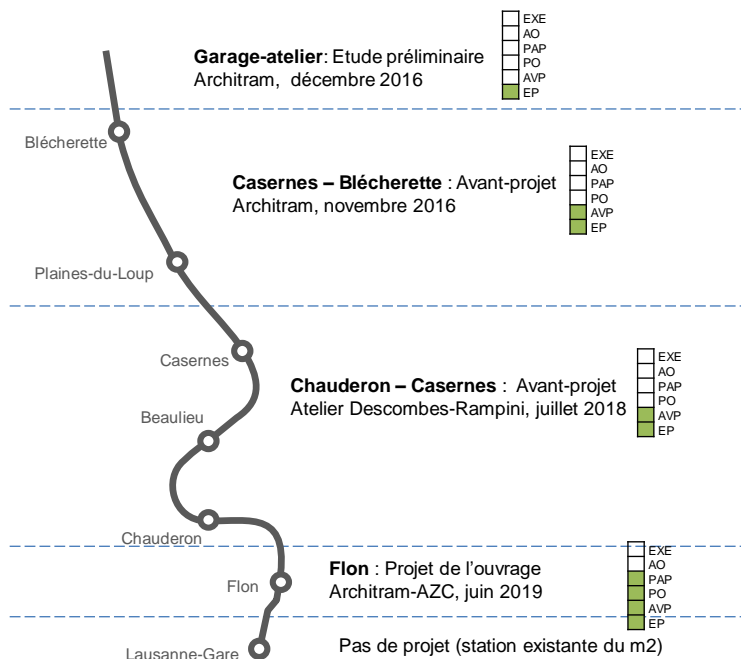 EXE
AO
PAP
PO
AVP
EP
Garage-atelier: Etude préliminaire
Architram, décembre 2016
Blécherette
EXE
AO
PAP
PO
AVP
EP
Casernes – Blécherette : Avant-projet
Architram, novembre 2016
Plaines-du-Loup
Casernes
EXE
AO
PAP
PO
AVP
EP
Chauderon – Casernes : Avant-projet
Atelier Descombes-Rampini, juillet 2018
Beaulieu
Chauderon
EXE
AO
PAP
PO
AVP
EP
Flon : Projet de l’ouvrage
Architram-AZC, juin 2019
Flon
Pas de projet (station existante du m2)
Lausanne-Gare